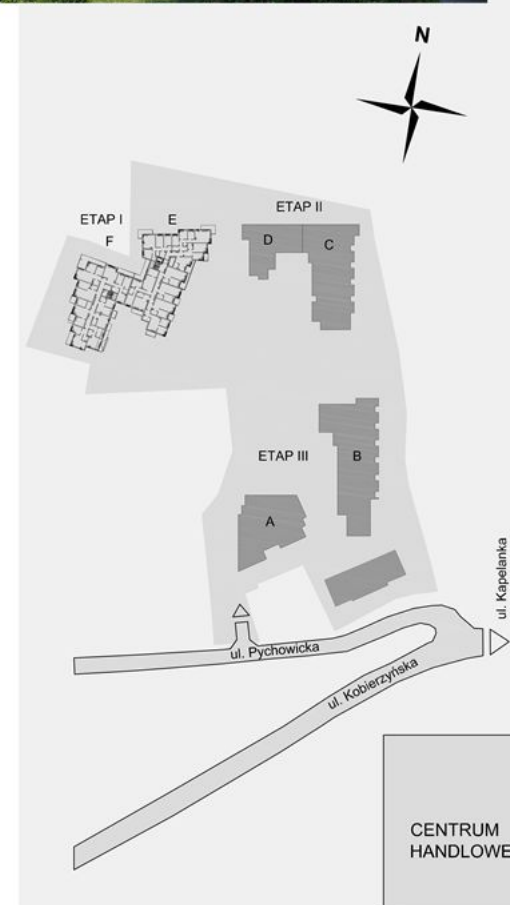 N
ETAP I
E
F
ETAP II
D
C
ETAP III
B
A
ul. Kapelanka
ul. Pychowicka
ul. Kobierzyńska
CENTRUM
HANDLOWE